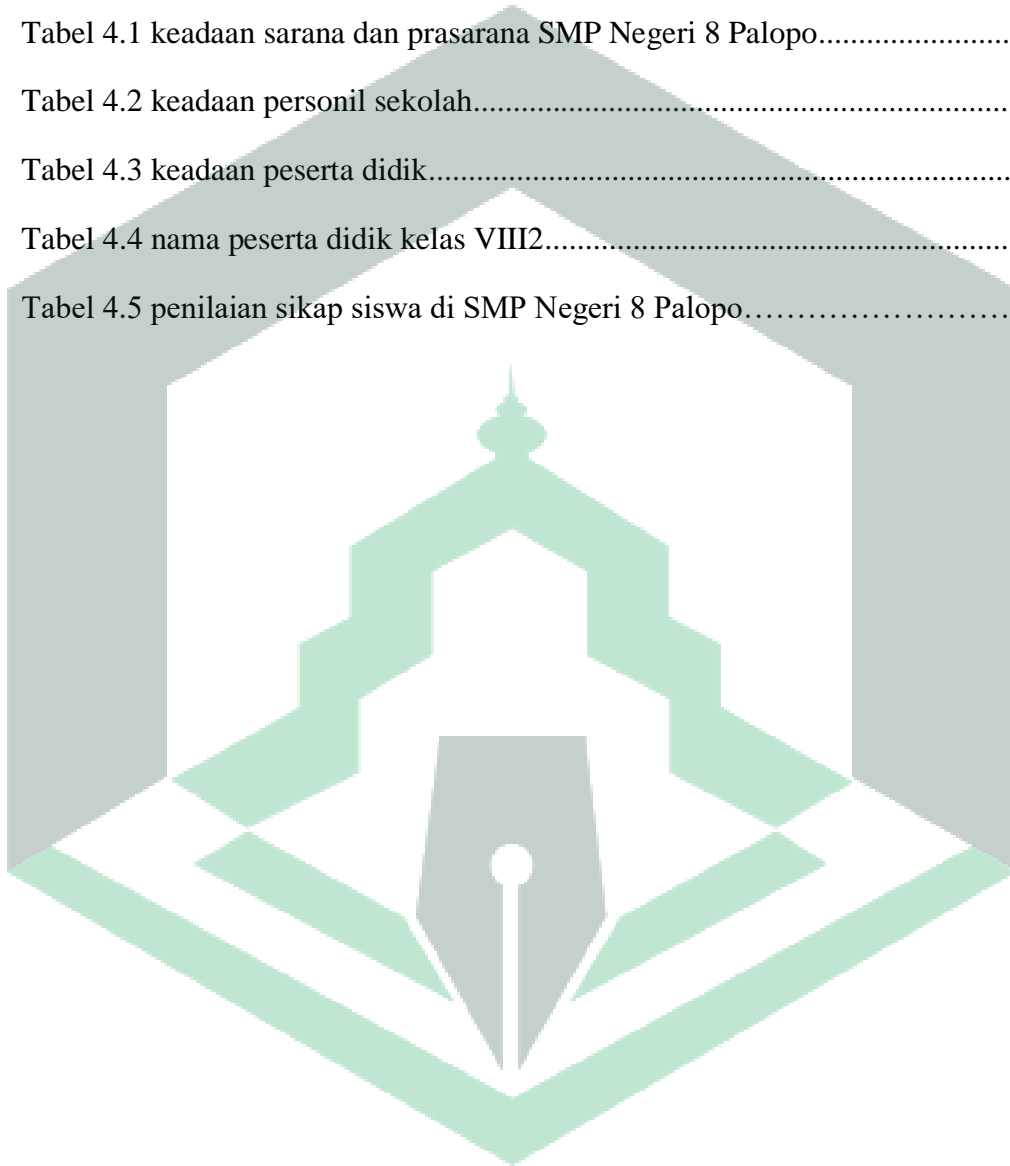 Tabel 4.1 keadaan sarana dan prasarana SMP Negeri 8 Palopo........................
Tabel 4.2 keadaan personil sekolah...................................................................
Tabel 4.3 keadaan peserta didik.........................................................................
Tabel 4.4 nama peserta didik kelas VIII2..........................................................
Tabel 4.5 penilaian sikap siswa di SMP Negeri 8 Palopo………………………